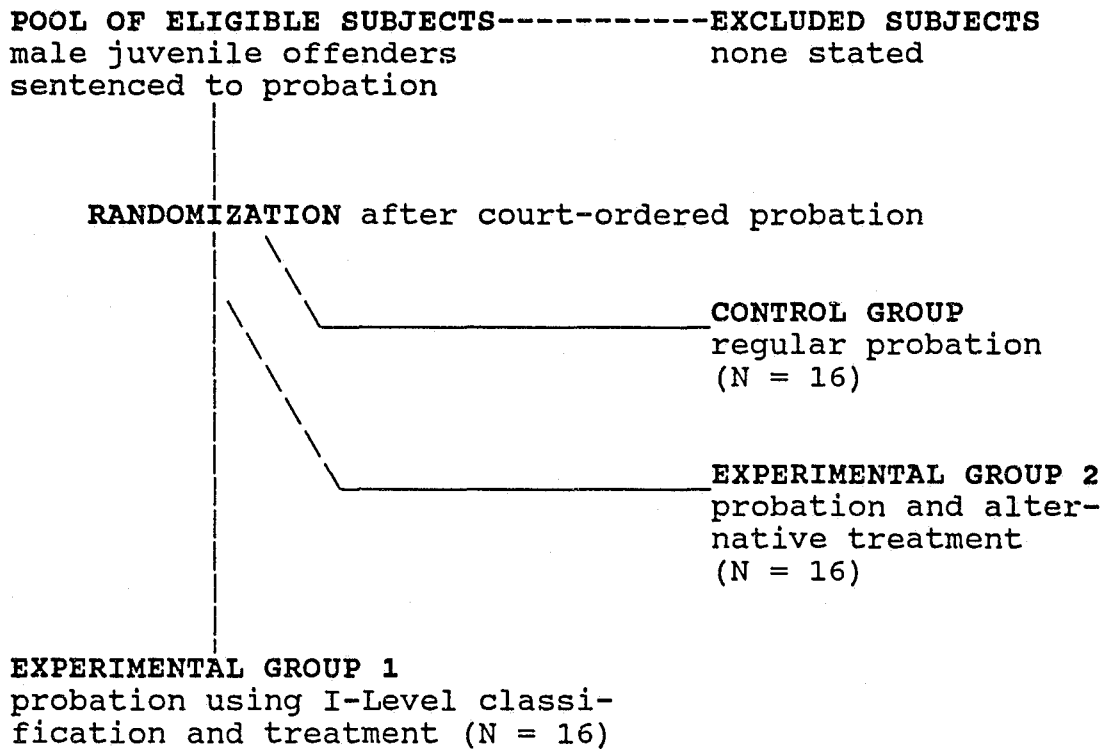 POOL OF ELIGIBLE SUBJECTS-----------EXCLUDED SUBJECTS
male juvenile offenders none stated
sentenced to probation
RANDOMIZATION after court-ordered probation
CONTROL GROUP
regular probation
(N = 16)
EXPERIMENTAL GROUP 2
probation and alter-
native treatment
(N = 16)
EXPERIMENTAL GROUP 1
probation using I-Level classi-
fication and treatment (N = 16)